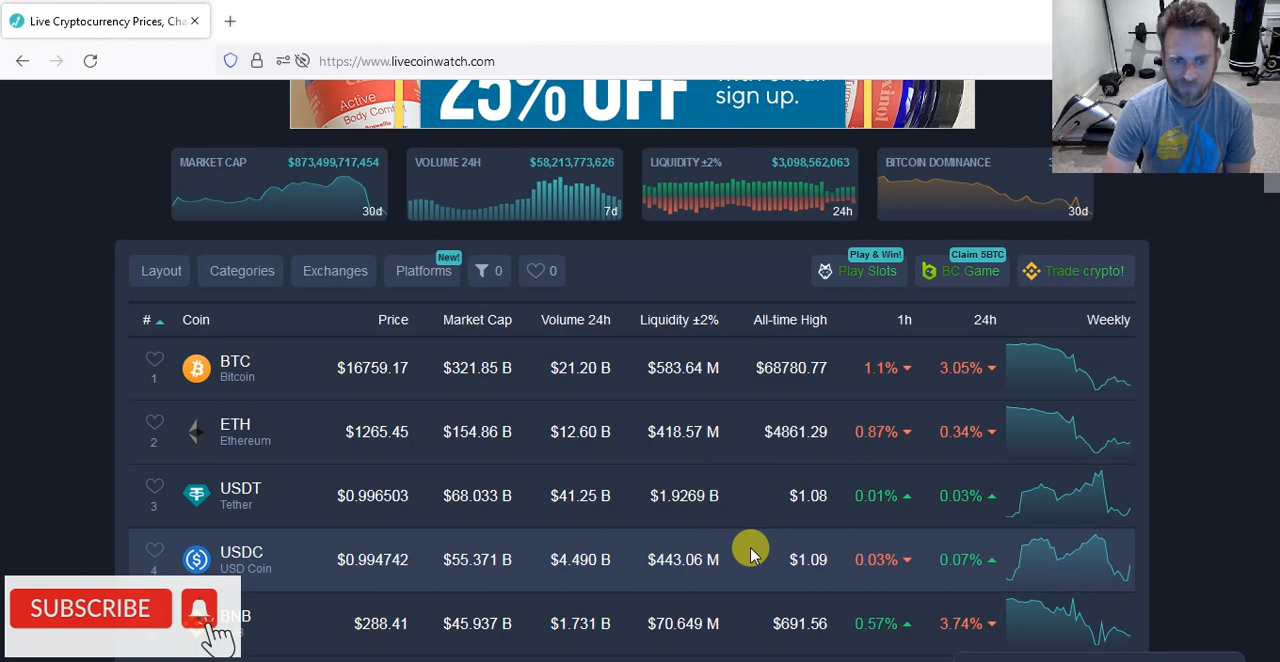 Live Cryptocurrency Prices, Cha
https://www.livecoinwatch.com
Active
Body Com
25% OFF
sign up.
MARKET CAP $873,499,717,454
30d
VOLUME 24H $58,213,773,626
7d
LIQUIDITY ±2% $3,098,562,063
24h
BITCOIN DOMINANCE
30d
Layout Categories Exchanges Platforms New! 0 0
Play & Win! Play Slots Claim 5BTC BC Game Trade crypto!
# Coin Price Market Cap Volume 24h Liquidity ±2% All-time High 1h 24h Weekly
1 BTC Bitcoin $16759.17 $321.85 B $21.20 B $583.64 M $68780.77 1.1% 3.05%
2 ETH Ethereum $1265.45 $154.86 B $12.60 B $418.57 M $4861.29 0.87% 0.34%
3 USDT Tether $0.996503 $68.033 B $41.25 B $1.9269 B $1.08 0.01% 0.03%
4 USDC USD Coin $0.994742 $55.371 B $4.490 B $443.06 M $1.09 0.03% 0.07%
BNB $288.41 $45.937 B $1.731 B $70.649 M $691.56 0.57% 3.74%
SUBSCRIBE